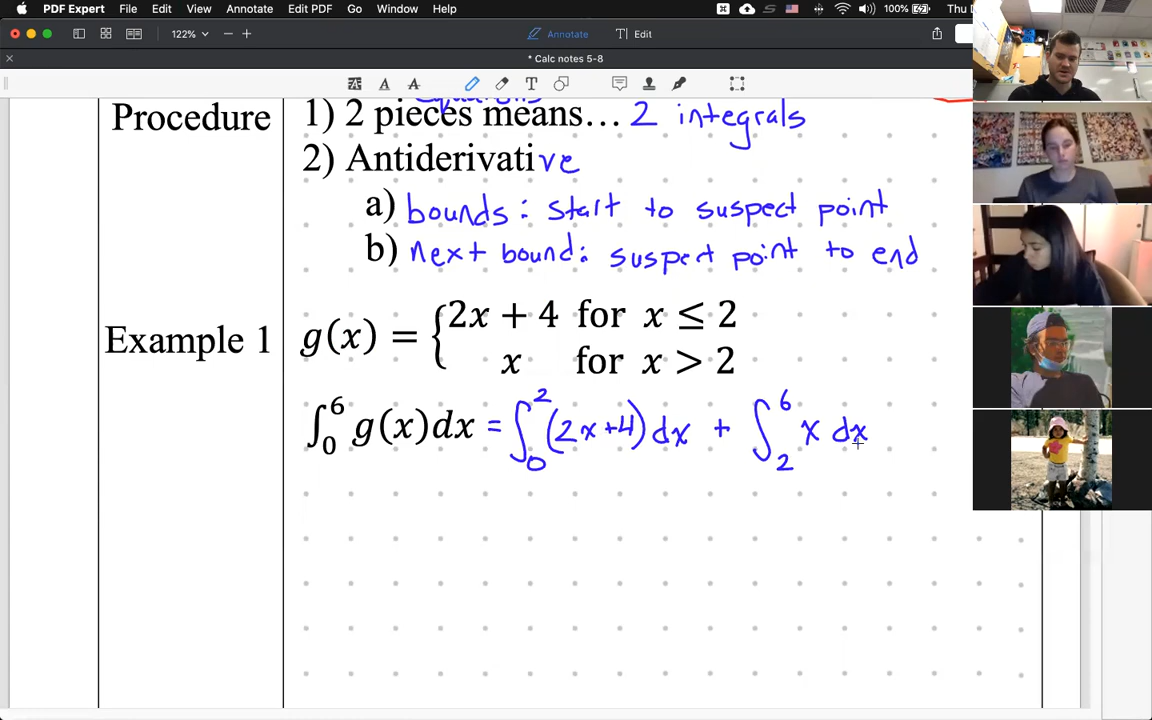 PDF Expert File Edit View Annotate Edit PDF Go Window Help 100% Thu D
122% Annotate Edit
* Calc notes 5-8
equations
Procedure 1) 2 pieces means… 2 integrals
2) Antiderivative
a) bounds: start to suspect point
b) next bound: suspect point to end
Example 1 g(x) = { 2x + 4 for x ≤ 2
x for x > 2
∫₀⁶ g(x)dx = ∫₀² (2x+4) dx + ∫₂⁶ x dx